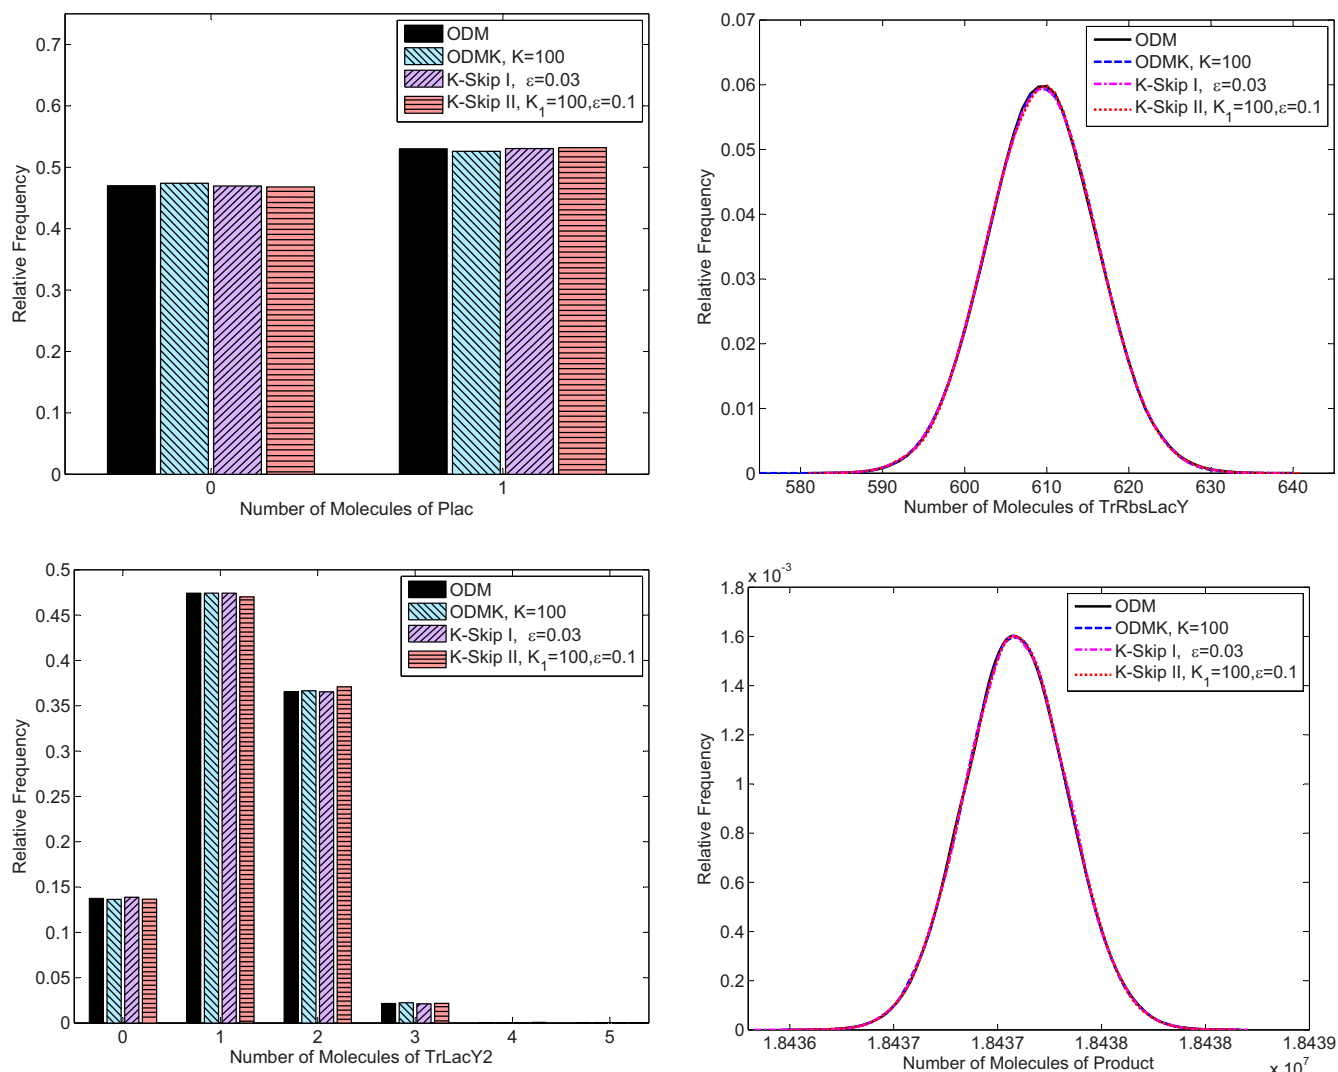 0.7
0.6
0.5
0.4
0.3
0.2
0.1
0
Relative Frequency
ODM
ODMK, K=100
K-Skip I, ε=0.03
K-Skip II, K1=100,ε=0.1
0 1
Number of Molecules of Plac
0.07
0.06
0.05
0.04
0.03
0.02
0.01
0
Relative Frequency
ODM
ODMK, K=100
K-Skip I, ε=0.03
K-Skip II, K1=100,ε=0.1
580 590 600 610 620 630 640
Number of Molecules of TrRbsLacY
0.5
0.45
0.4
0.35
0.3
0.25
0.2
0.15
0.1
0.05
0
Relative Frequency
ODM
ODMK, K=100
K-Skip I, ε=0.03
K-Skip II, K1=100,ε=0.1
0 1 2 3 4 5
Number of Molecules of TrLacY2
x 10-3
1.8
1.6
1.4
1.2
1
0.8
0.6
0.4
0.2
0
Relative Frequency
ODM
ODMK, K=100
K-Skip I, ε=0.03
K-Skip II, K1=100,ε=0.1
1.8436 1.8437 1.8437 1.8438 1.8438 1.8439
Number of Molecules of Product
x 107